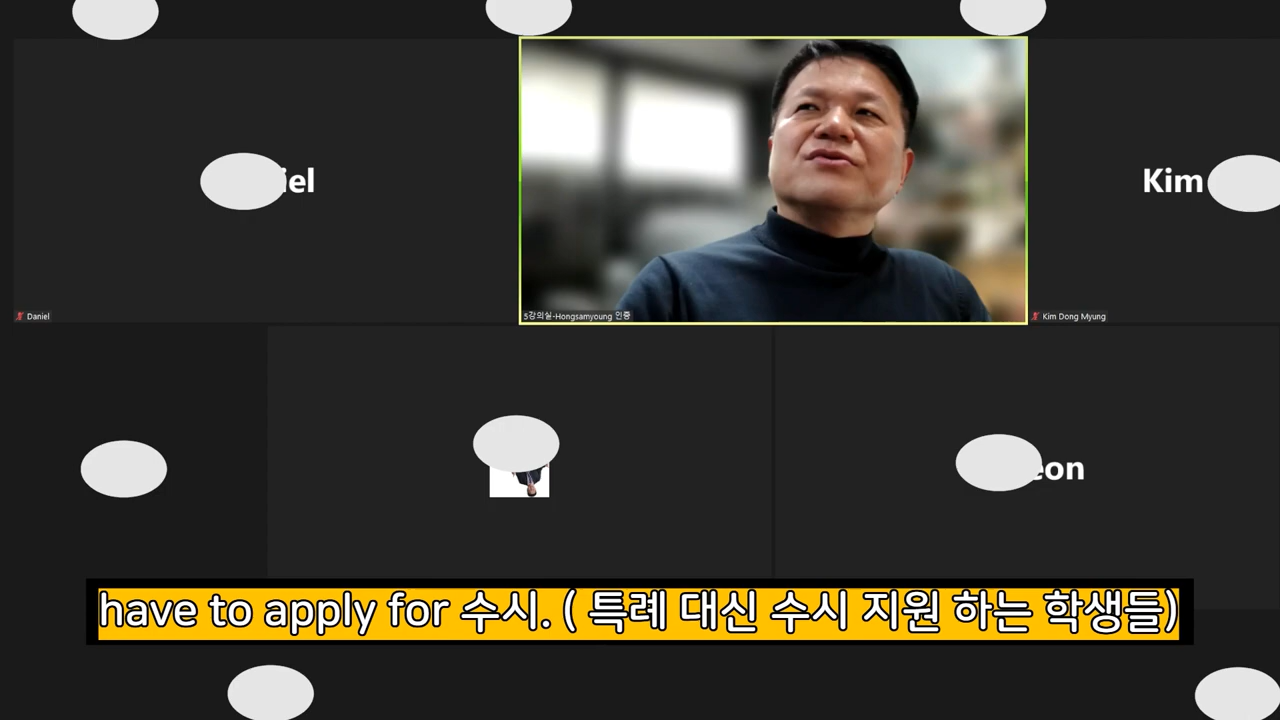 iel
Kim
Daniel
5강의실-Hongsamyoung 인증
Kim Dong Myung
eon
have to apply for 수시. ( 특례 대신 수시 지원 하는 학생들)